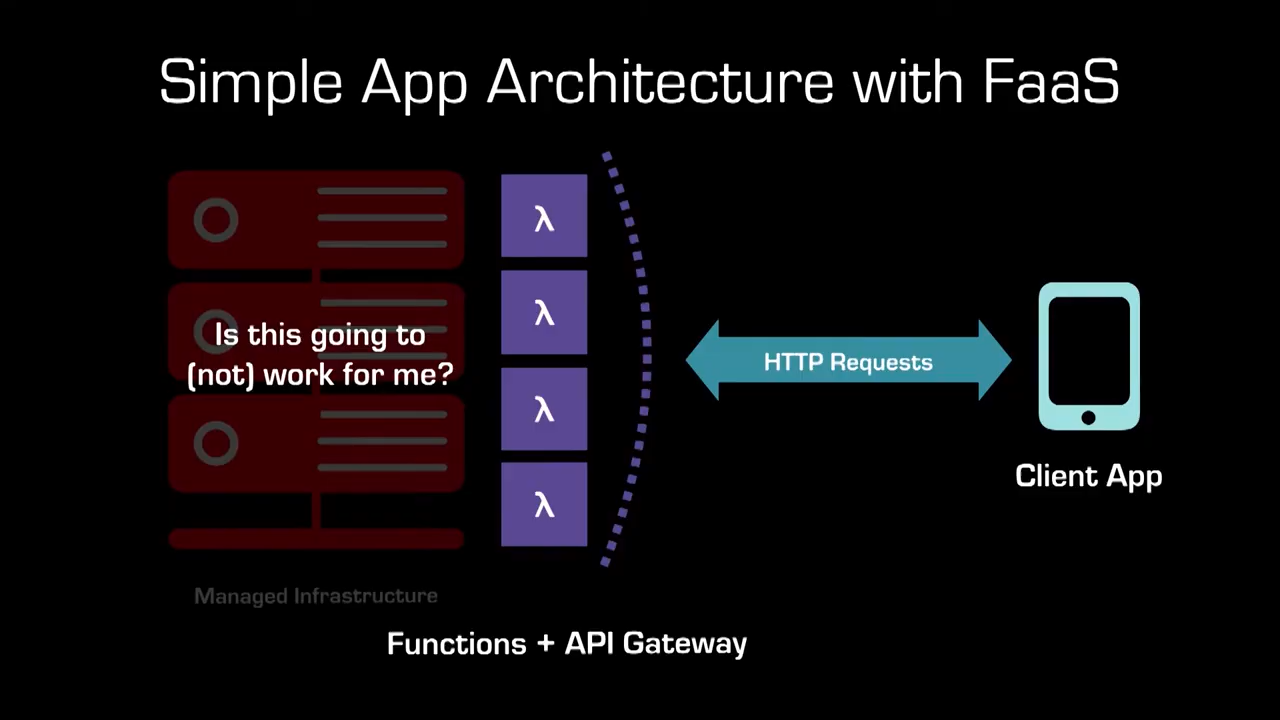 Simple App Architecture with FaaS
λ
λ
λ
λ
Is this going to
(not) work for me?
HTTP Requests
Client App
Managed Infrastructure
Functions + API Gateway